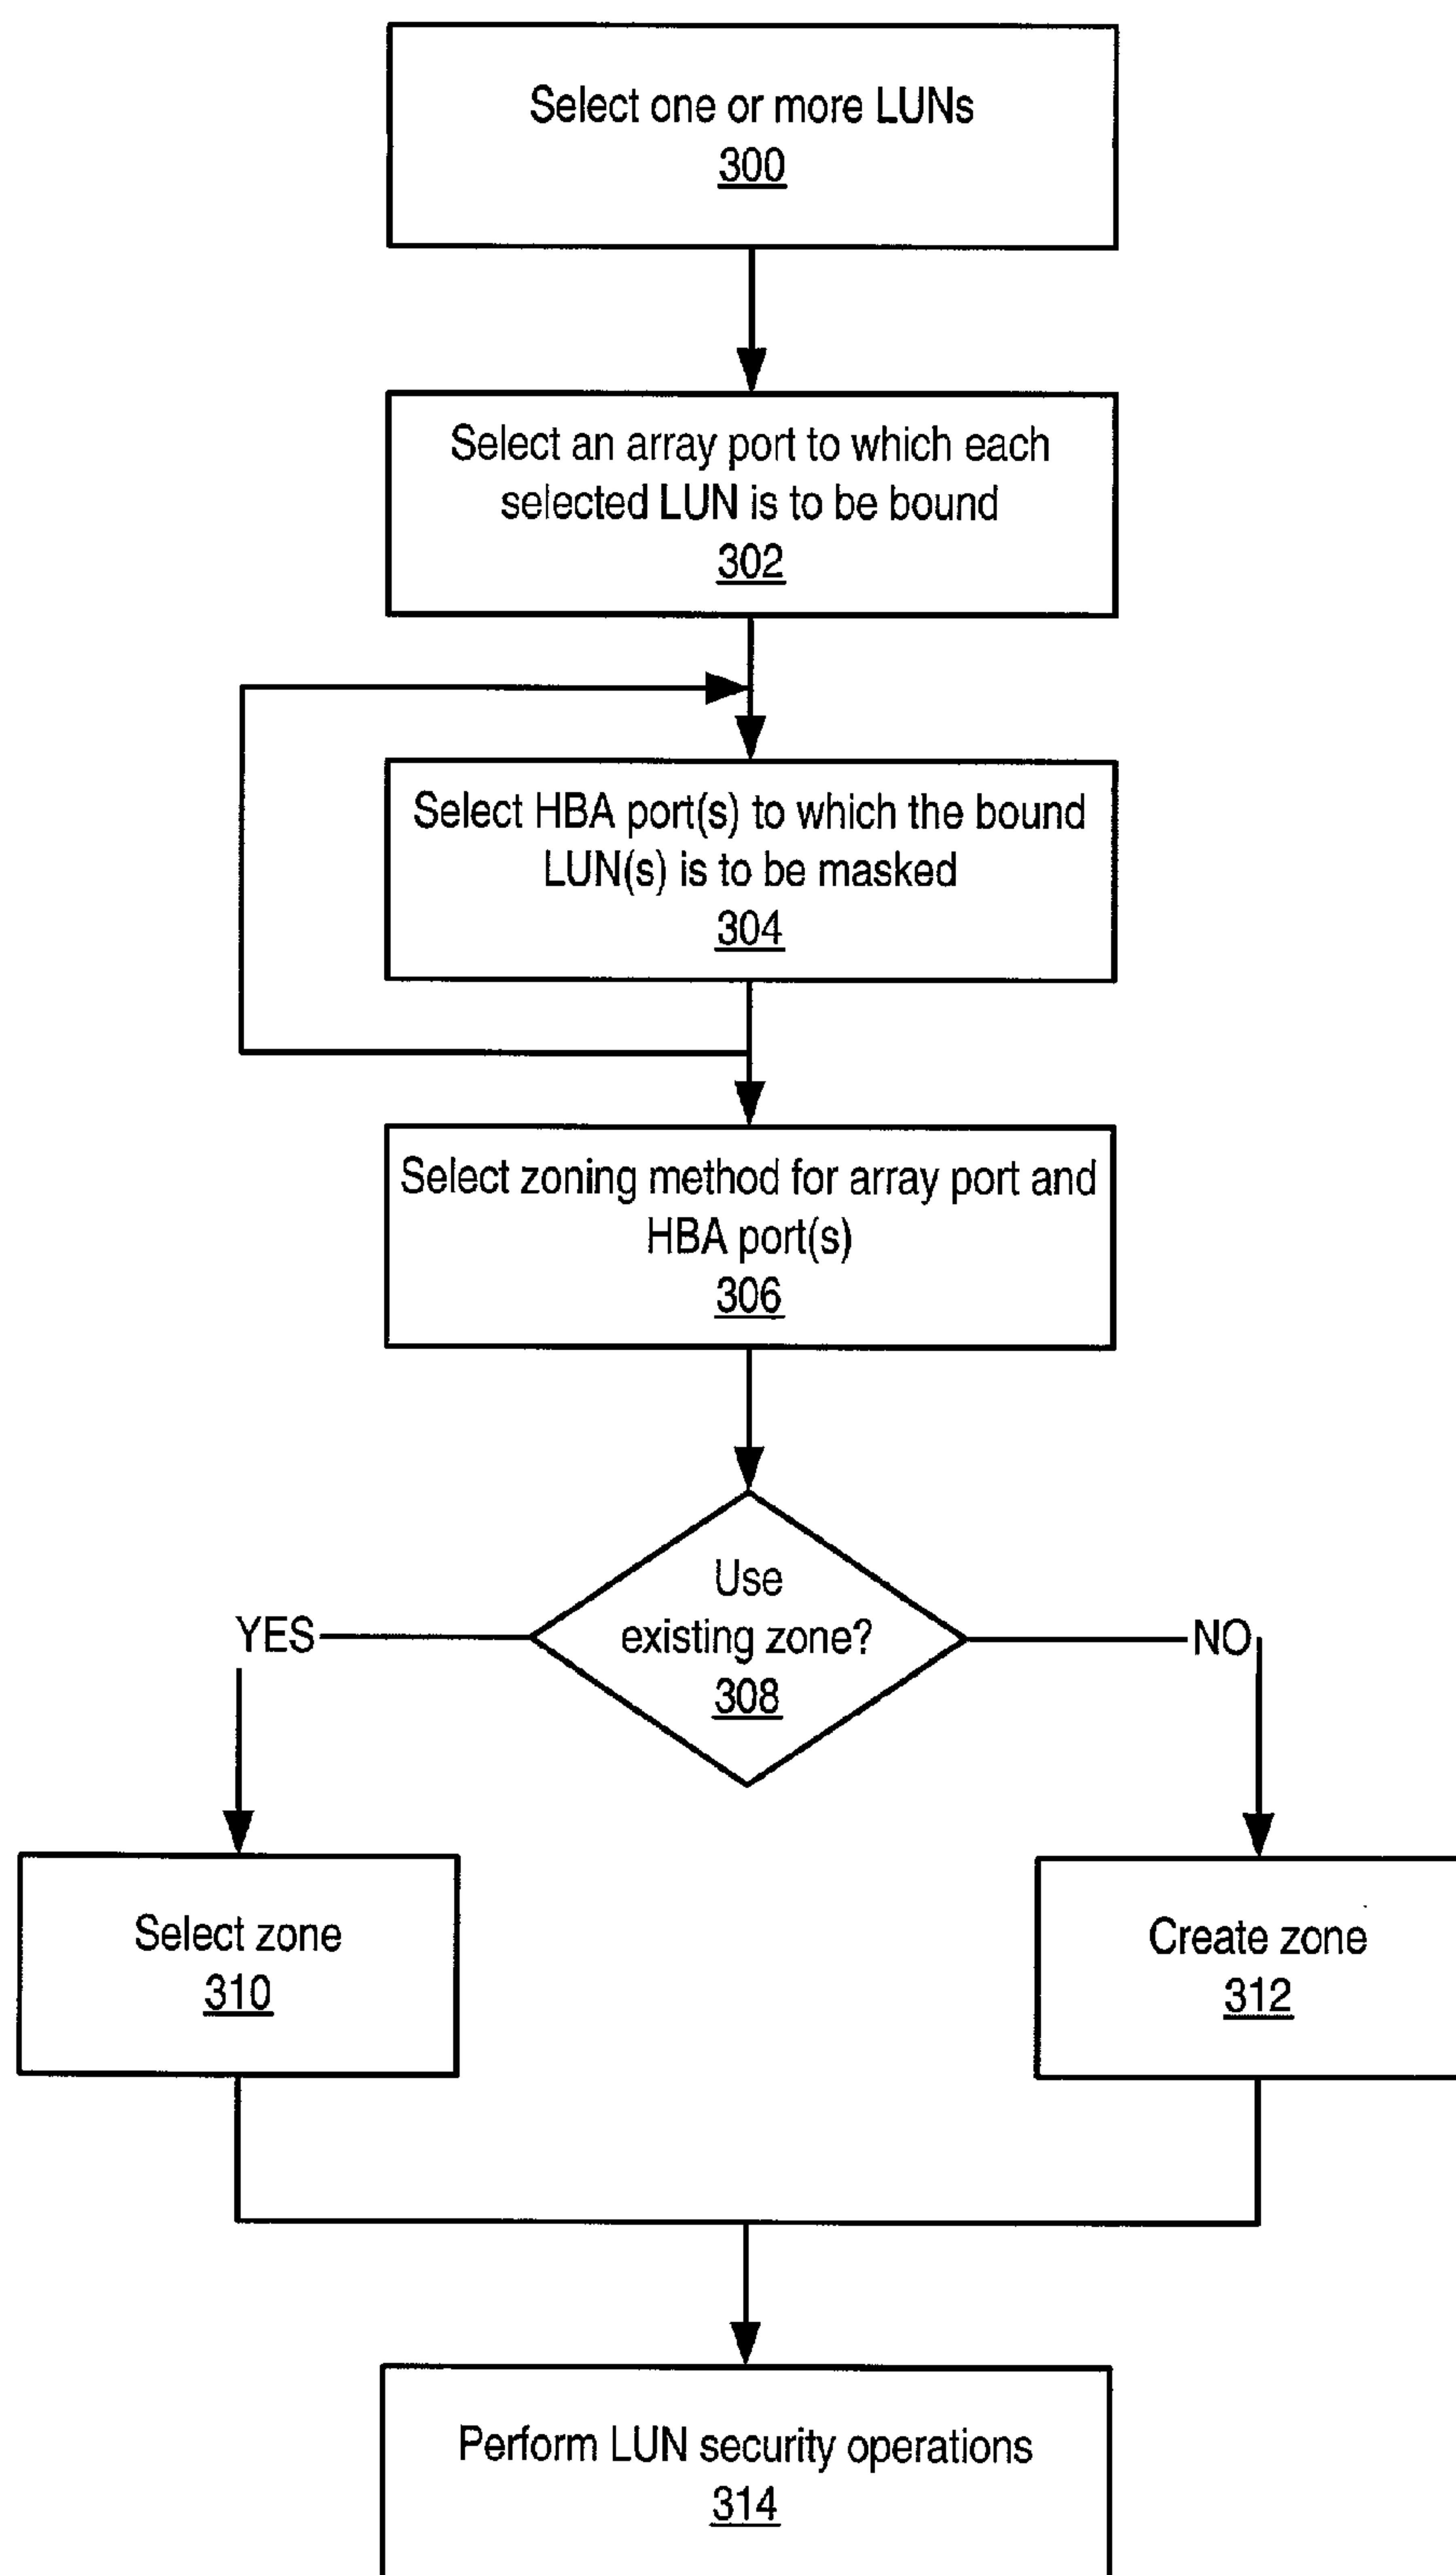 Select one or more LUNs
300
Select an array port to which each
selected LUN is to be bound
302
Select HBA port(s) to which the bound
LUN(s) is to be masked
304
Select zoning method for array port and
HBA port(s)
306
Use
existing zone?
308
YES
NO
Select zone
310
Create zone
312
Perform LUN security operations
314